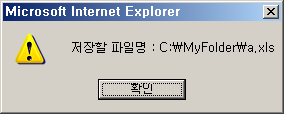 Microsoft Internet Explorer
저장할 파일명 : C:₩MyFolder₩a.xls
확인